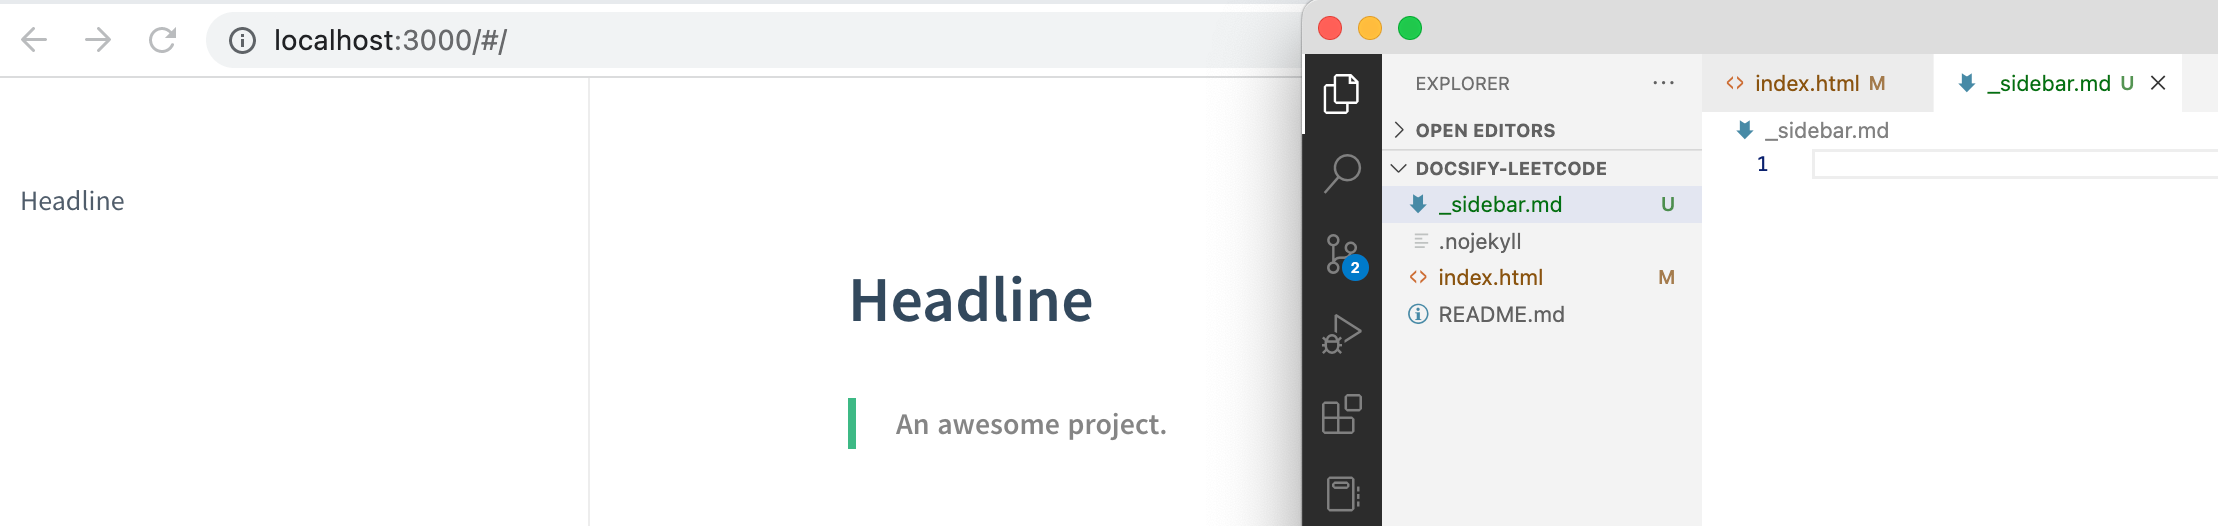 localhost:3000/#/
Headline
Headline
An awesome project.
EXPLORER
OPEN EDITORS
DOCSIFY-LEETCODE
_sidebar.md U
.nojekyll
2
index.html M
README.md
index.html M
_sidebar.md U
_sidebar.md
1